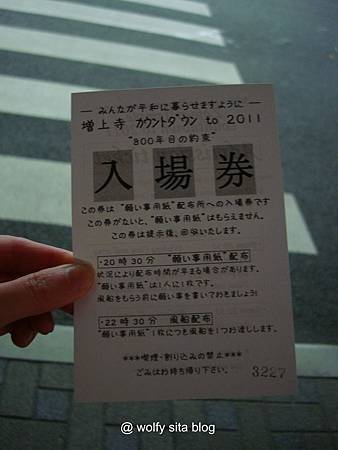 — みんなが平和に暮らせますように —
増上寺 カウントダウン to 2011
"800年目の約束"
入場券
この券は "願い事用紙" 配布所への入場券です
この券がないと、"願い事用紙" はもらえません。
この券は提示後、回収いたします。
・20時30分 "願い事用紙" 配布
状況により配布時間が早まる場合があります。
"願い事用紙" は1人に1枚です。
風船をもらう前に願い事を書いておきましょう!
・22時30分 風船配布
"願い事用紙" 1枚につき風船を1つお渡しします。
***喫煙・割り込みの禁止***
ごみはお持ち帰り下さい。
3227
@ wolfy sita blog